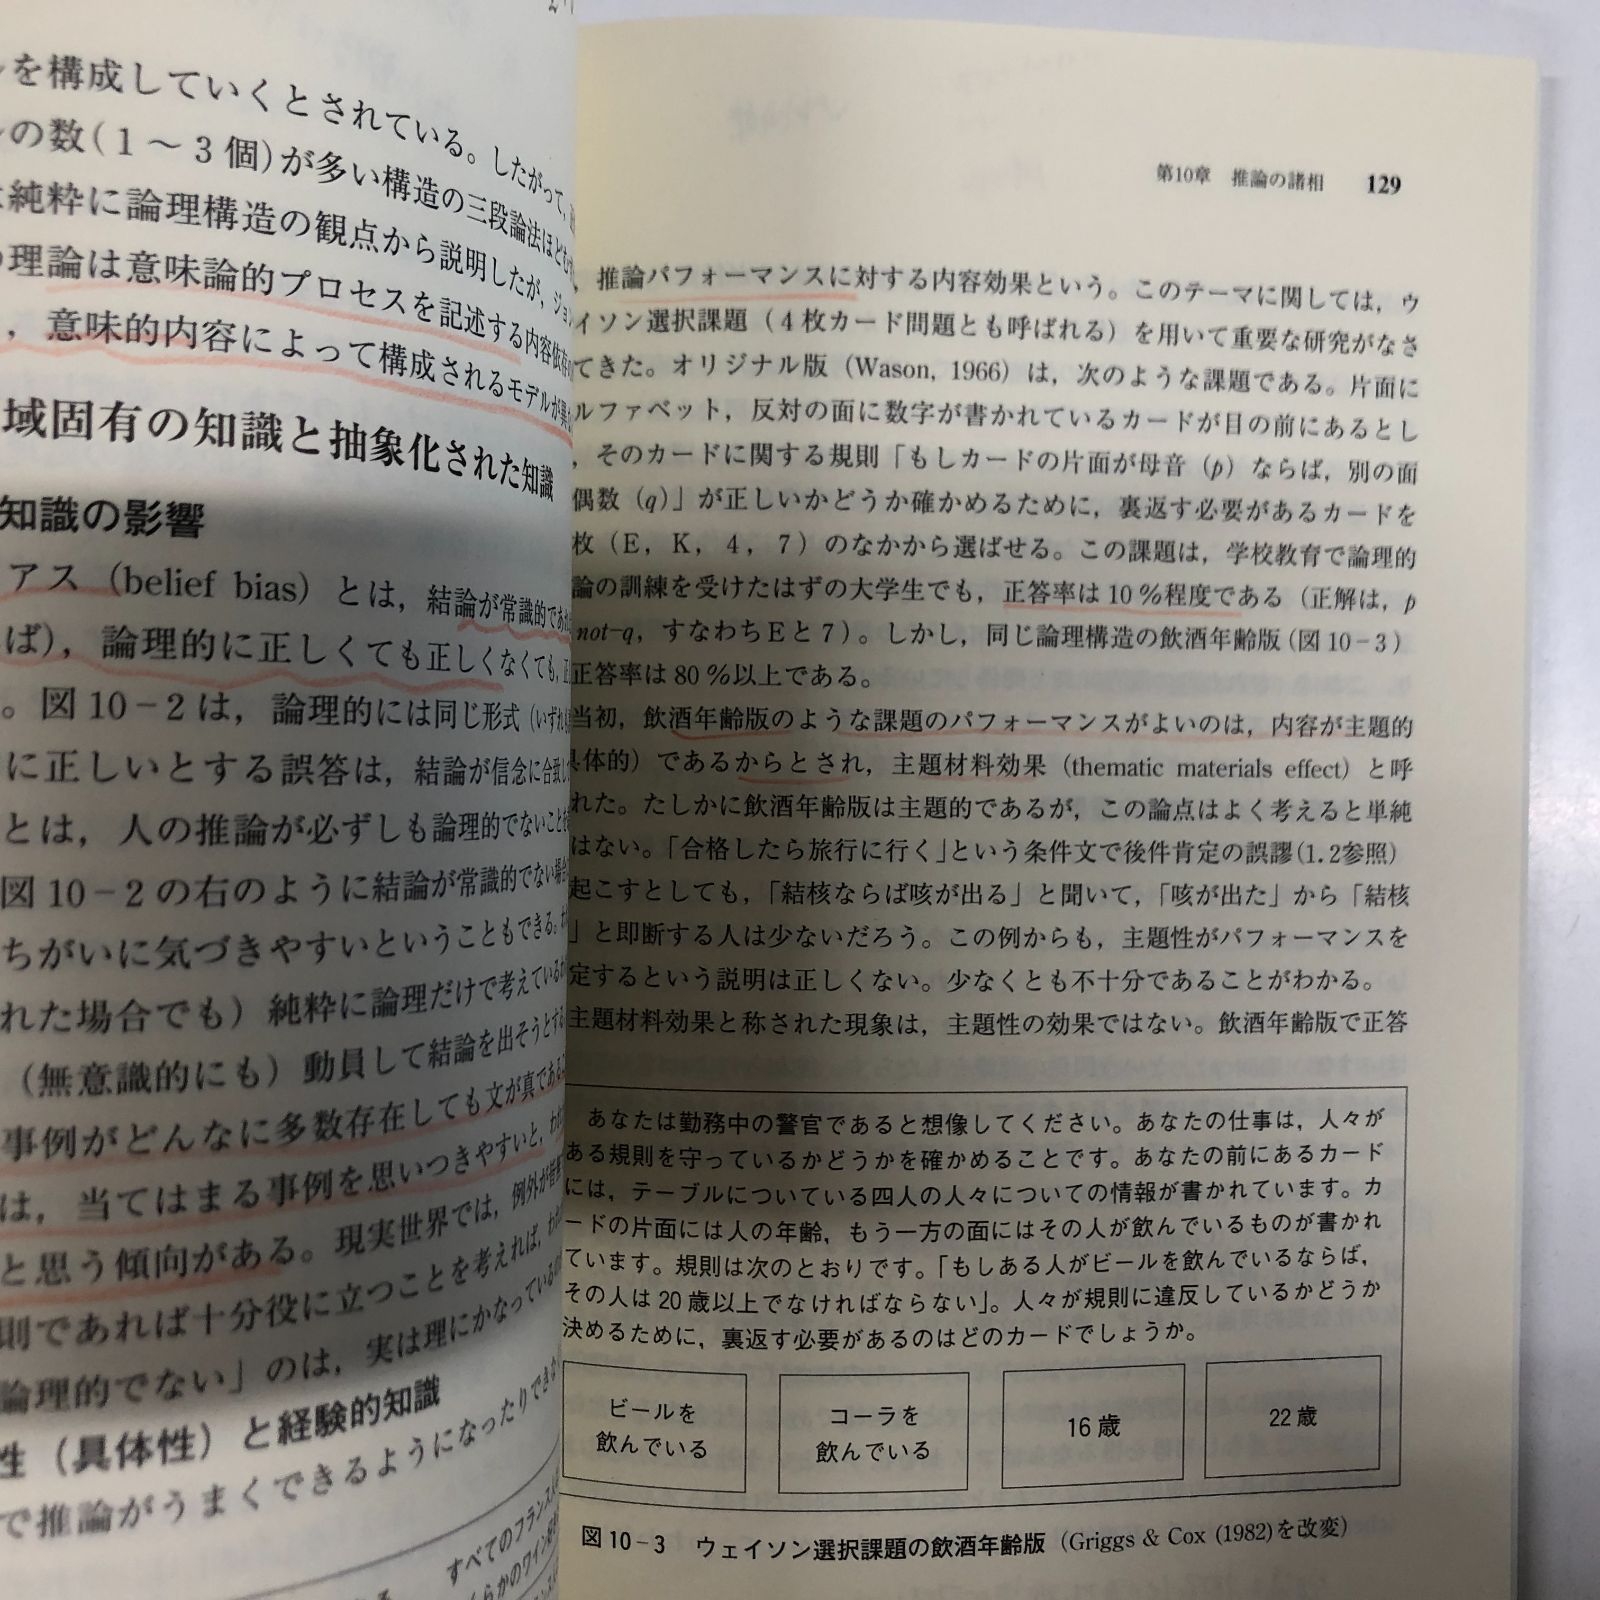 ルを構成していくとされている。したがって，
の数(１～３個)が多い構造の三段論法ほどむ
純粋に論理構造の観点から説明したが，ジョン
理論は意味論的プロセスを記述する内容依存
，意味的内容によって構成されるモデルが異な
域固有の知識と抽象化された知識
知識の影響
アス（belief bias）とは，結論が常識的であれ
ば)，論理的に正しくても正しくなくても，正
。図10－2は，論理的には同じ形式（いずれも
に正しいとする誤答は，結論が信念に合致して
とは，人の推論が必ずしも論理的でないことを
図10－2の右のように結論が常識的でない場合
ちがいに気づきやすいということもできる。
れた場合でも）純粋に論理だけで考えている
（無意識的にも）動員して結論を出そうとする
事例がどんなに多数存在しても文が真である
は，当てはまる事例を思いつきやすいと，
と思う傾向がある。現実世界では，例外が皆無
則であれば十分役に立つことを考えれば，
論理的でない」のは，実は理にかなっている
性（具体性）と経験的知識
で推論がうまくできるようになったりできな
すべてのフランス
くらかのワイン
第10章　推論の諸相　129
推論パフォーマンスに対する内容効果という。このテーマに関しては，ウ
イソン選択課題（４枚カード問題とも呼ばれる）を用いて重要な研究がなさ
てきた。オリジナル版（Wason, 1966）は，次のような課題である。片面に
ルファベット，反対の面に数字が書かれているカードが目の前にあるとし
，そのカードに関する規則「もしカードの片面が母音（p）ならば，別の面
偶数（q）」が正しいかどうか確かめるために，裏返す必要があるカードを
枚（E，K，4，7）のなかから選ばせる。この課題は，学校教育で論理的
論の訓練を受けたはずの大学生でも，正答率は10％程度である（正解は，p
not-q，すなわちEと7）。しかし，同じ論理構造の飲酒年齢版(図10－3)
正答率は80％以上である。
当初，飲酒年齢版のような課題のパフォーマンスがよいのは，内容が主題的
具体的）であるからとされ，主題材料効果（thematic materials effect）と呼
れた。たしかに飲酒年齢版は主題的であるが，この論点はよく考えると単純
はない。「合格したら旅行に行く」という条件文で後件肯定の誤謬(1.2参照)
起こすとしても，「結核ならば咳が出る」と聞いて，「咳が出た」から「結核
」と即断する人は少ないだろう。この例からも，主題性がパフォーマンスを
定するという説明は正しくない。少なくとも不十分であることがわかる。
主題材料効果と称された現象は，主題性の効果ではない。飲酒年齢版で正答
あなたは勤務中の警官であると想像してください。あなたの仕事は，人々が
ある規則を守っているかどうかを確かめることです。あなたの前にあるカード
には，テーブルについている四人の人々についての情報が書かれています。カ
ードの片面には人の年齢，もう一方の面にはその人が飲んでいるものが書かれ
ています。規則は次のとおりです。「もしある人がビールを飲んでいるならば，
その人は20歳以上でなければならない」。人々が規則に違反しているかどうか
決めるために，裏返す必要があるのはどのカードでしょうか。
ビールを
飲んでいる
コーラを
飲んでいる
16歳
22歳
図10－3　ウェイソン選択課題の飲酒年齢版（Griggs & Cox (1982)を改変）